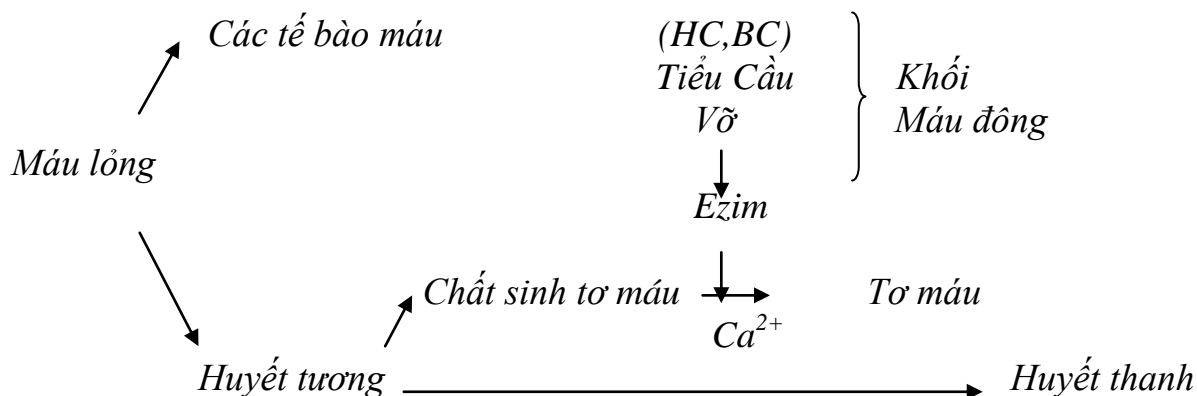 Các tế bào máu (HC,BC)
Tiểu Cầu Khối
Vỡ Máu đông
Máu lỏng
Ezim
Chất sinh tơ máu Tơ máu
Ca2+
Huyết tương Huyết thanh